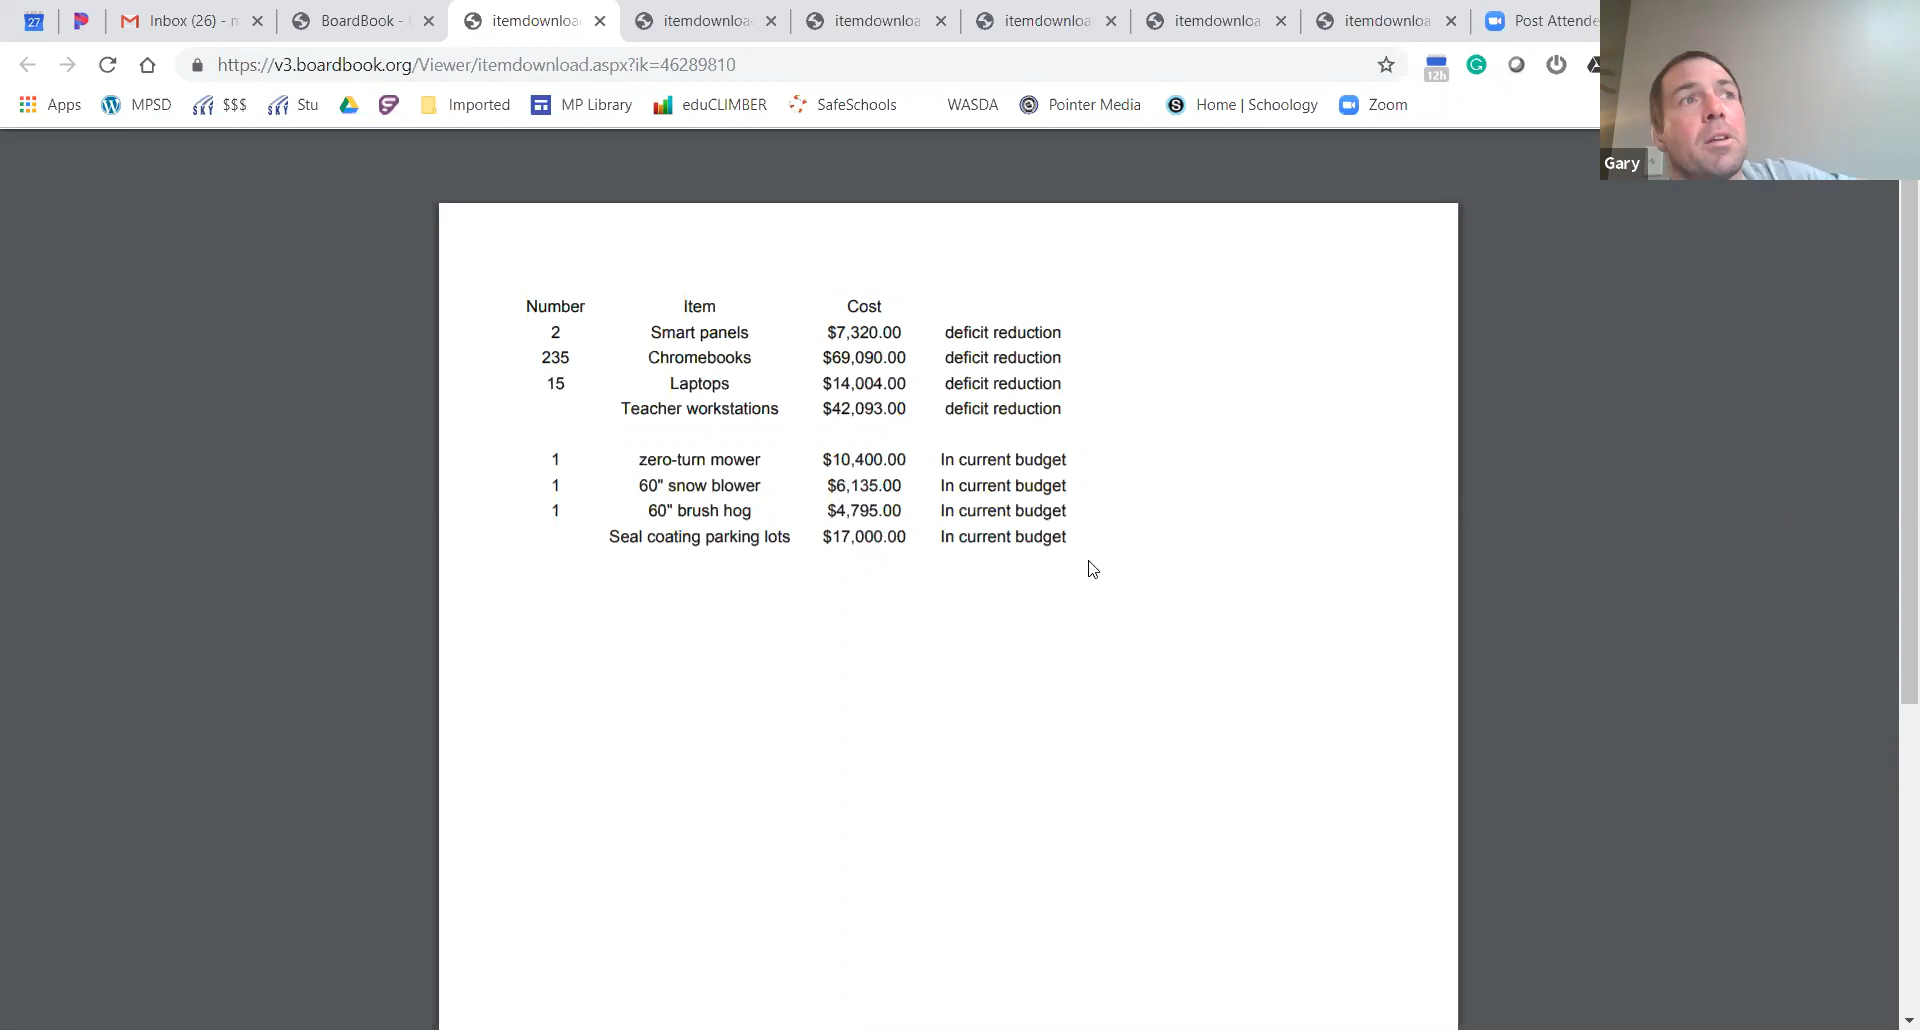 27
Inbox (26) - n
BoardBook -
itemdownloa
itemdownloa
itemdownloa
itemdownloa
itemdownloa
itemdownloa
Post Attende
https://v3.boardbook.org/Viewer/itemdownload.aspx?ik=46289810
12h
Apps MPSD SKY $$$ SKY Stu Imported MP Library eduCLIMBER SafeSchools WASDA Pointer Media S Home | Schoology Zoom
Gary
Number Item Cost
2 Smart panels $7,320.00 deficit reduction
235 Chromebooks $69,090.00 deficit reduction
15 Laptops $14,004.00 deficit reduction
Teacher workstations $42,093.00 deficit reduction
1 zero-turn mower $10,400.00 In current budget
1 60" snow blower $6,135.00 In current budget
1 60" brush hog $4,795.00 In current budget
Seal coating parking lots $17,000.00 In current budget